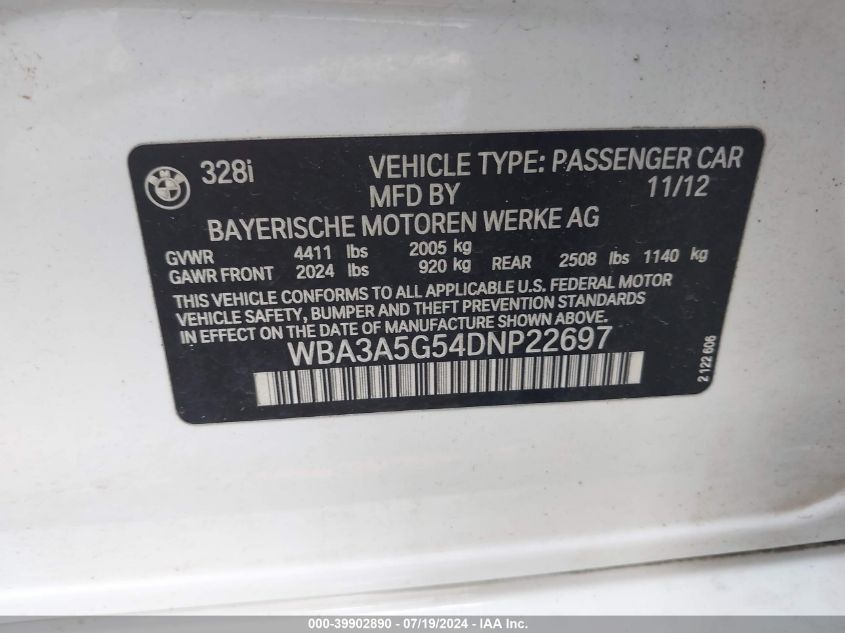 328i VEHICLE TYPE: PASSENGER CAR
MFD BY 11/12
BAYERISCHE MOTOREN WERKE AG
GVWR 4411 lbs 2005 kg
GAWR FRONT 2024 lbs 920 kg REAR 2508 lbs 1140 kg
THIS VEHICLE CONFORMS TO ALL APPLICABLE U.S. FEDERAL MOTOR
VEHICLE SAFETY, BUMPER AND THEFT PREVENTION STANDARDS
IN EFFECT ON THE DATE OF MANUFACTURE SHOWN ABOVE.
WBA3A5G54DNP22697
2 122 606
000-39902890 - 07/19/2024 - IAA Inc.